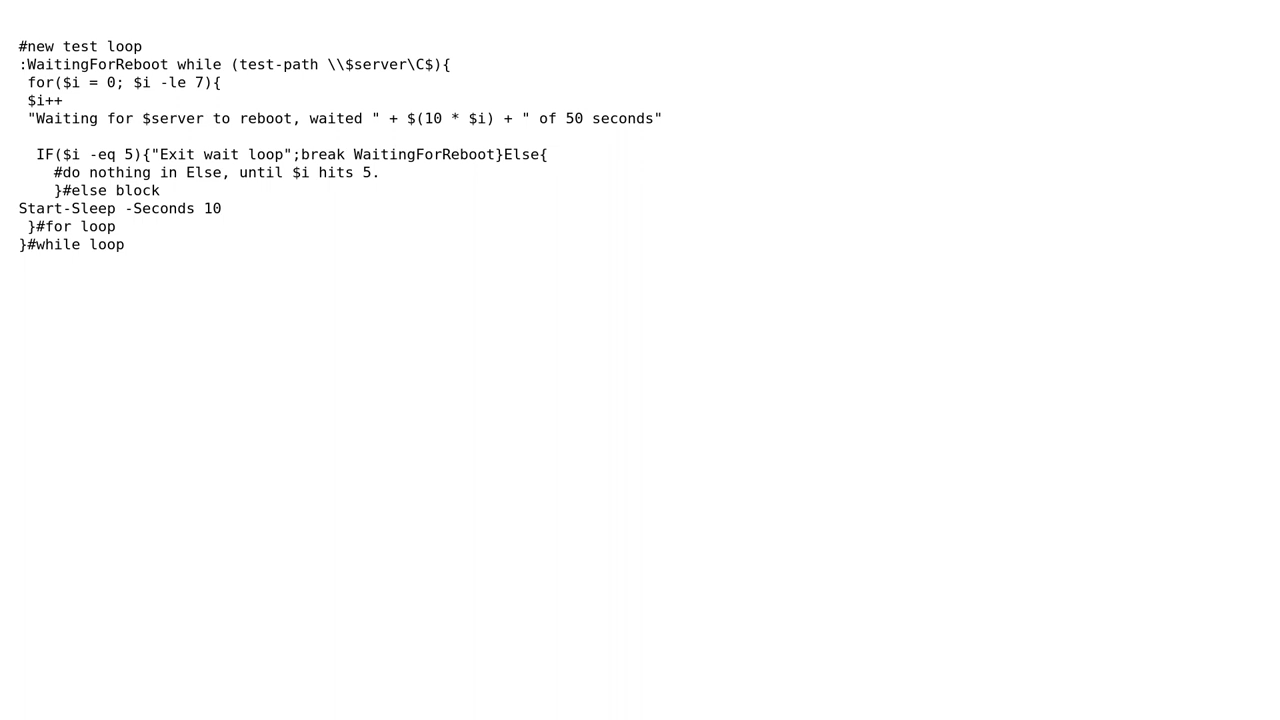 #new test loop
:WaitingForReboot while (test-path \\$server\C$){
 for($i = 0; $i -le 7){
 $i++
 "Waiting for $server to reboot, waited " + $(10 * $i) + " of 50 seconds"

  IF($i -eq 5){"Exit wait loop";break WaitingForReboot}Else{
    #do nothing in Else, until $i hits 5.
    }#else block
Start-Sleep -Seconds 10
 }#for loop
}#while loop